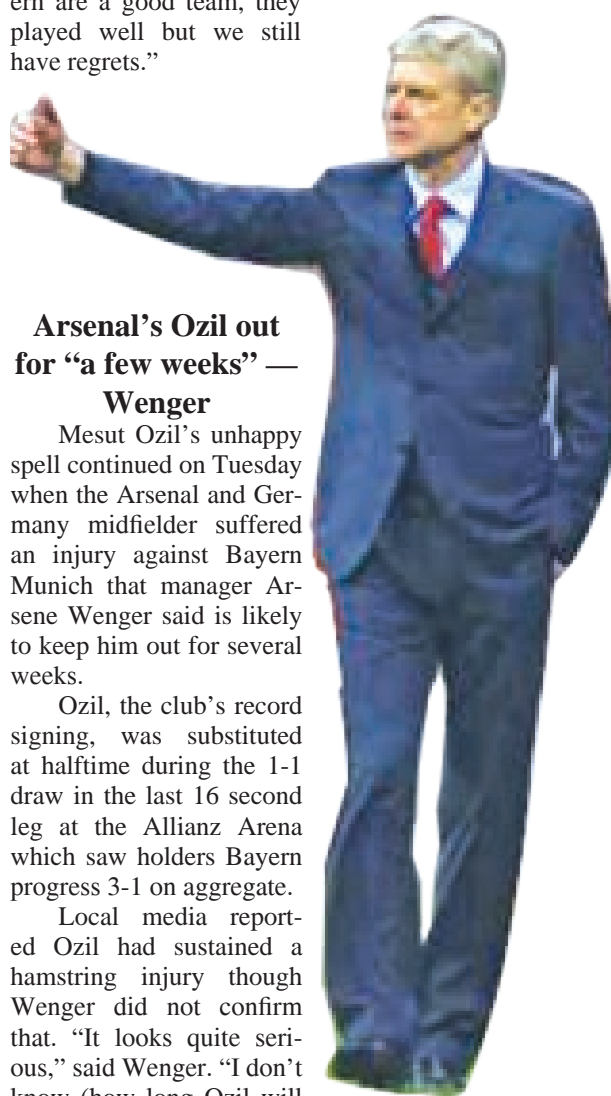 ern are a good team, they
played well but we still
have regrets.”
Arsenal’s Ozil out
for “a few weeks” —
Wenger
Mesut Ozil’s unhappy
spell continued on Tuesday
when the Arsenal and Ger-
many midfielder suffered
an injury against Bayern
Munich that manager Ar-
sene Wenger said is likely
to keep him out for several
weeks.
Ozil, the club’s record
signing, was substituted
at halftime during the 1-1
draw in the last 16 second
leg at the Allianz Arena
which saw holders Bayern
progress 3-1 on aggregate.
Local media report-
ed Ozil had sustained a
hamstring injury though
Wenger did not confirm
that. “It looks quite seri-
ous,” said Wenger. “I don’t
know (how long Ozil will